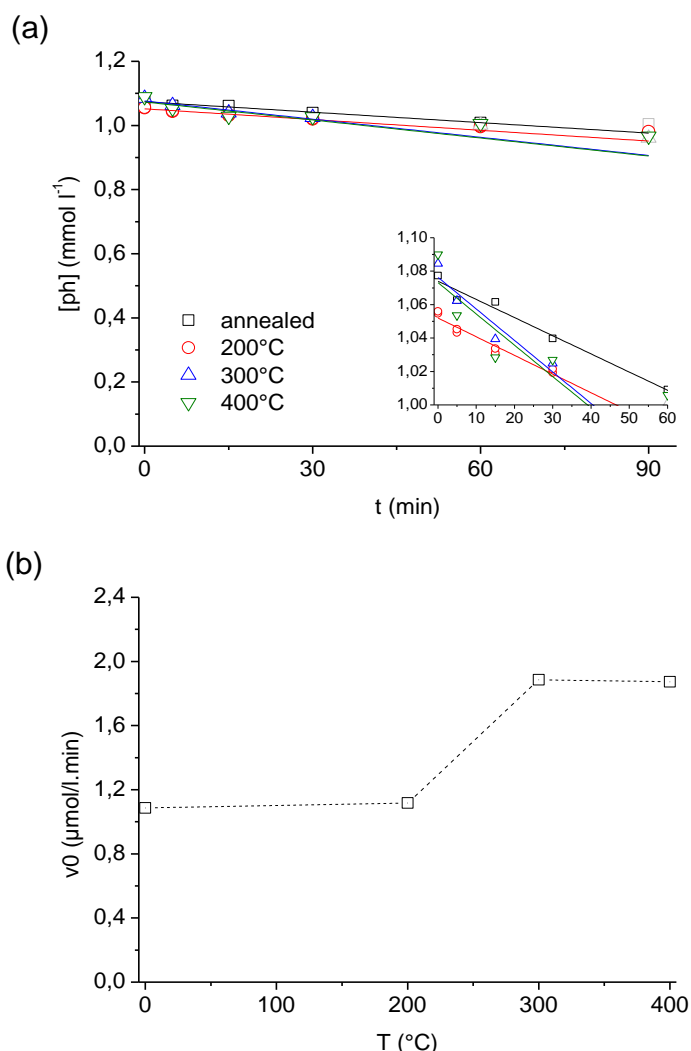 (a)
1,2
1,0
0,8
0,6
0,4
0,2
0,0
[ph] (mmol l⁻¹)
annealed
200°C
300°C
400°C
1,10
1,08
1,06
1,04
1,02
1,00
0 10 20 30 40 50 60
0 30 60 90
t (min)
(b)
2,4
2,0
1,6
1,2
0,8
0,4
0,0
v0 (µmol/l.min)
0 100 200 300 400
T (°C)